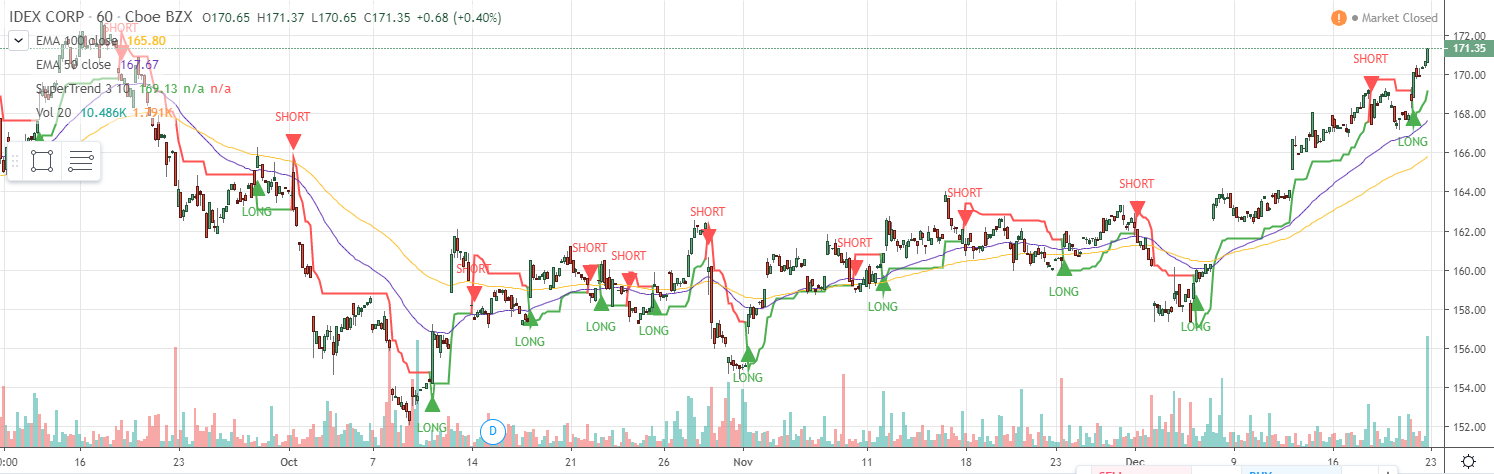 IDEX CORP · 60 · Cboe BZX O170.65 H171.37 L170.65 C171.35 +0.68 (+0.40%)
! Market Closed
SHORT
EMA 100 close 165.80
EMA 50 close 167.67
SuperTrend 3 10 169.13 n/a n/a
Vol 20 10.486K 1.791K
172.00
171.35
170.00
168.00
166.00
164.00
162.00
160.00
158.00
156.00
154.00
152.00
SHORT
LONG
SHORT
LONG
LONG
SHORT
LONG
SHORT
LONG
SHORT
LONG
SHORT
LONG
SHORT
LONG
SHORT
LONG
SHORT
LONG
D
:00 16 23 Oct 7 14 21 26 Nov 11 18 23 Dec 9 16 23
SELL BUY